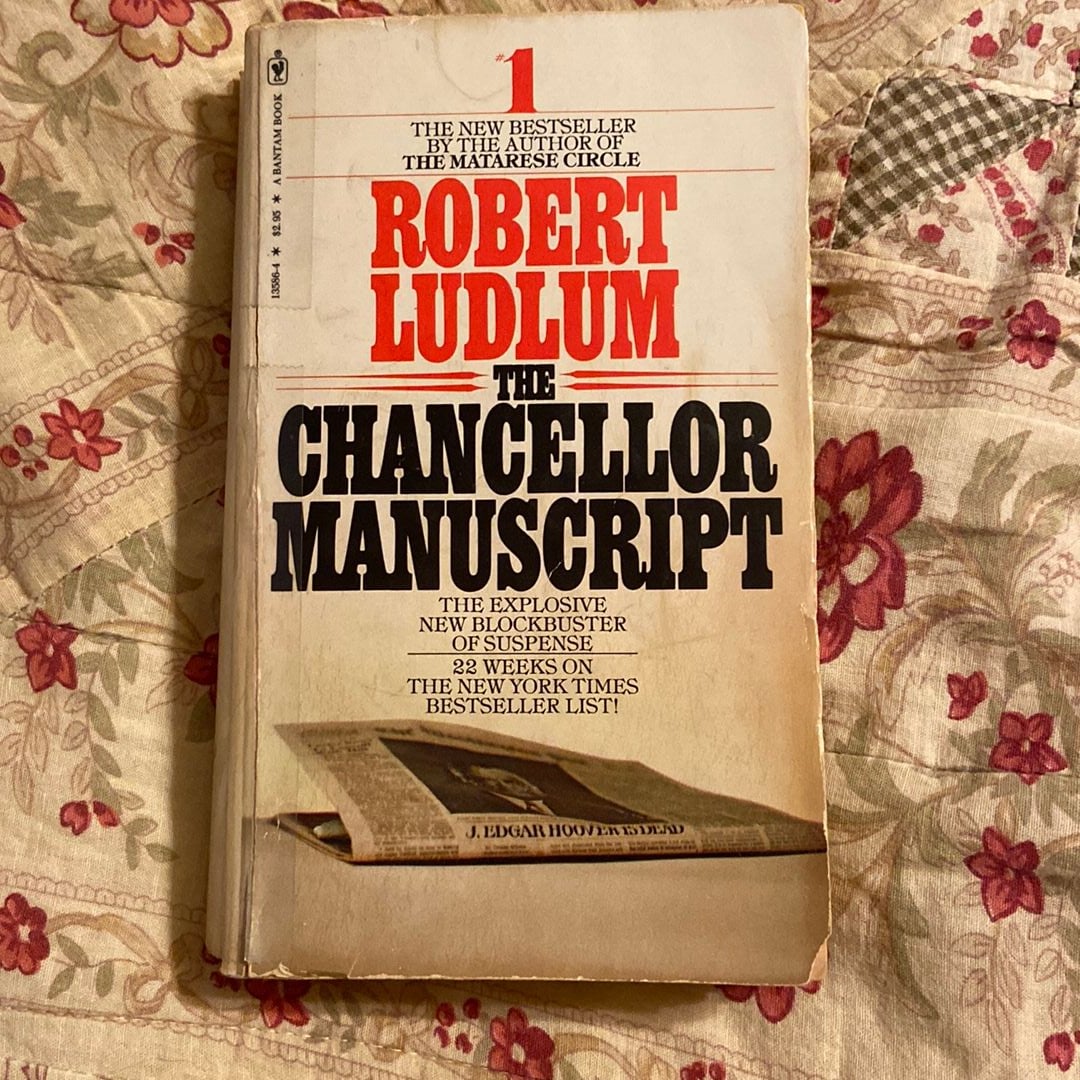 #1
THE NEW BESTSELLER
BY THE AUTHOR OF
THE MATARESE CIRCLE
ROBERT
LUDLUM
THE
CHANCELLOR
MANUSCRIPT
THE EXPLOSIVE
NEW BLOCKBUSTER
OF SUSPENSE
22 WEEKS ON
THE NEW YORK TIMES
BESTSELLER LIST!
J. EDGAR HOOVER IS DEAD
13586-4 * $2.95 * A BANTAM BOOK